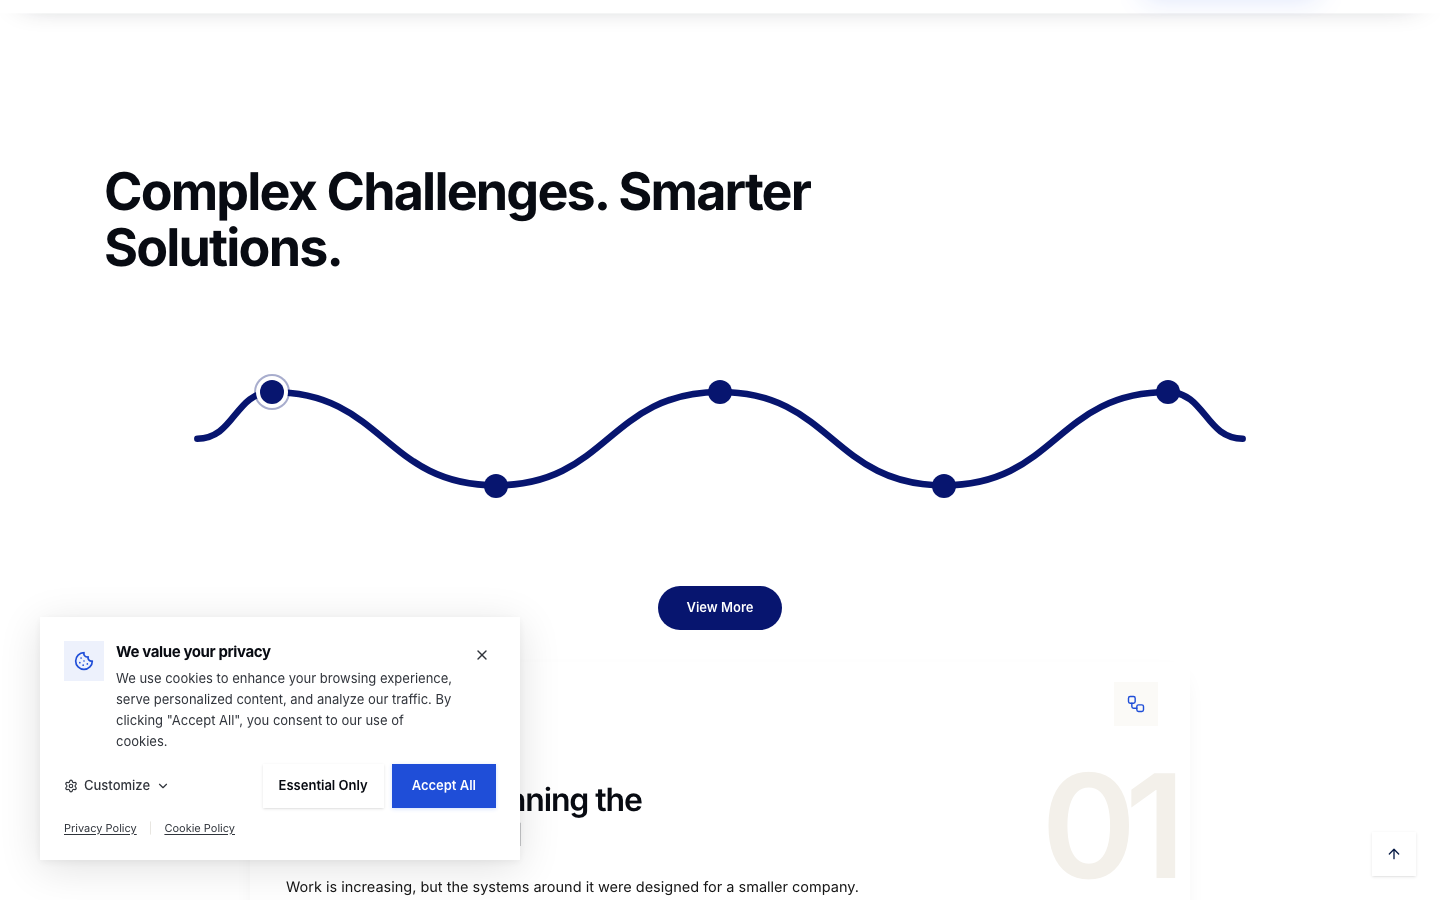 Complex Challenges. Smarter
Solutions.
View More
We value your privacy
We use cookies to enhance your browsing experience,
serve personalized content, and analyze our traffic. By
clicking "Accept All", you consent to our use of
cookies.
Customize
Essential Only
Accept All
Privacy Policy
Cookie Policy
01
the
Work is increasing, but the systems around it were designed for a smaller company.